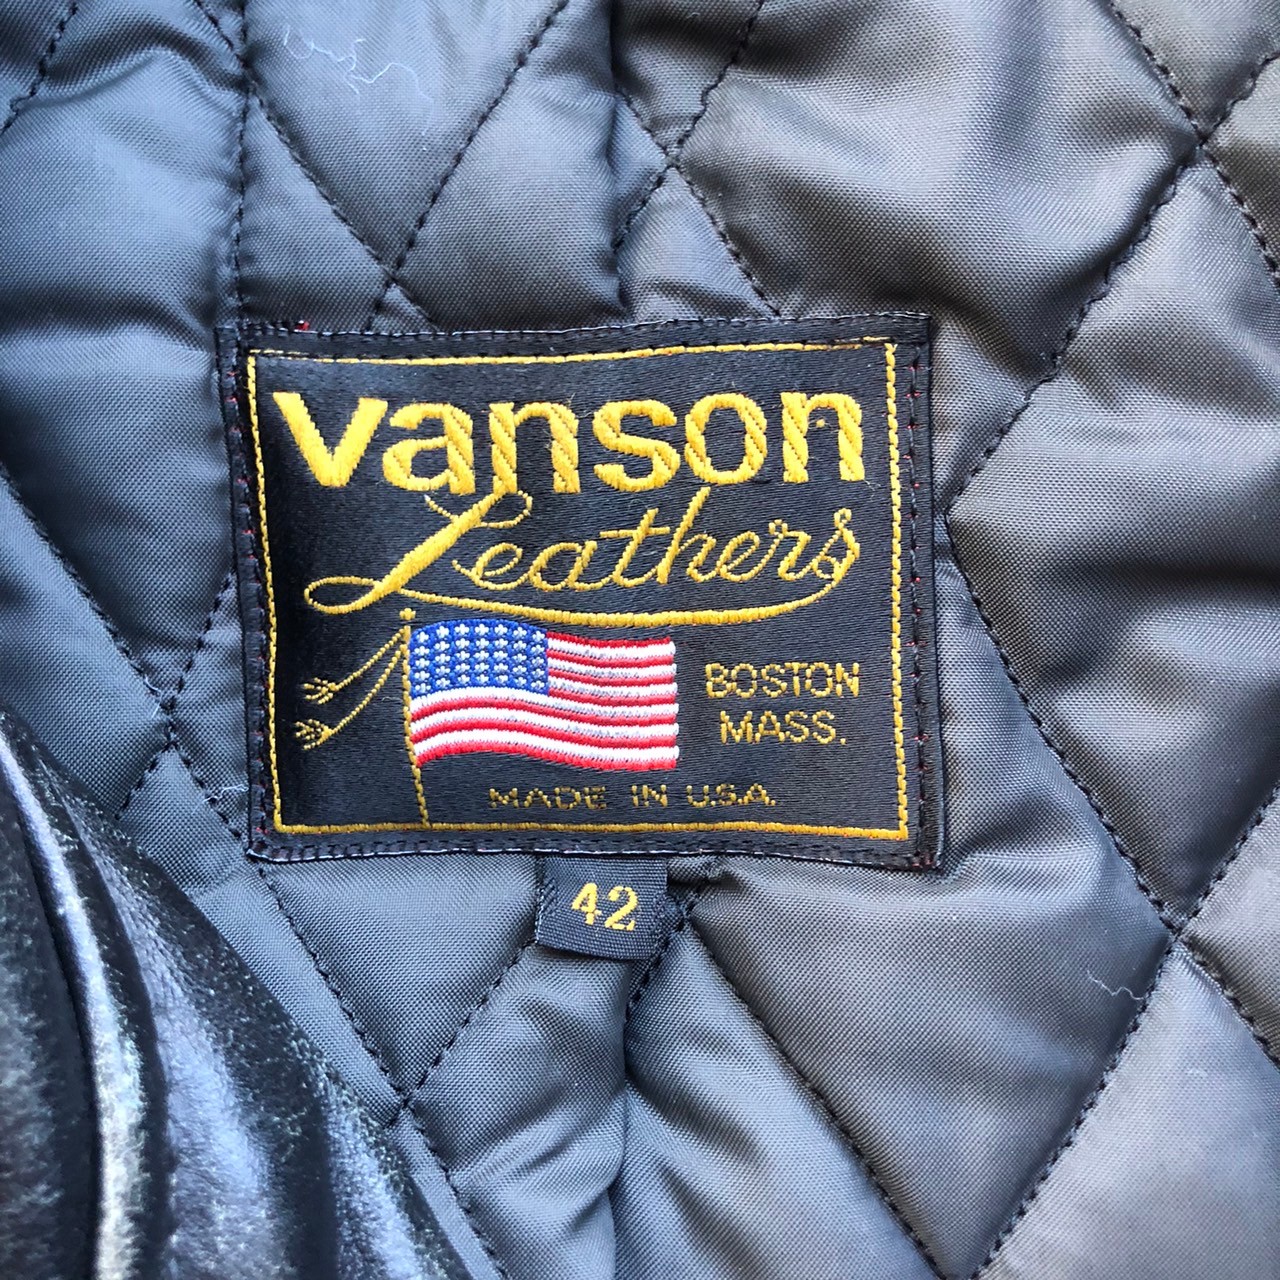 vanson
Leathers
BOSTON
MASS.
MADE IN U.S.A.
42